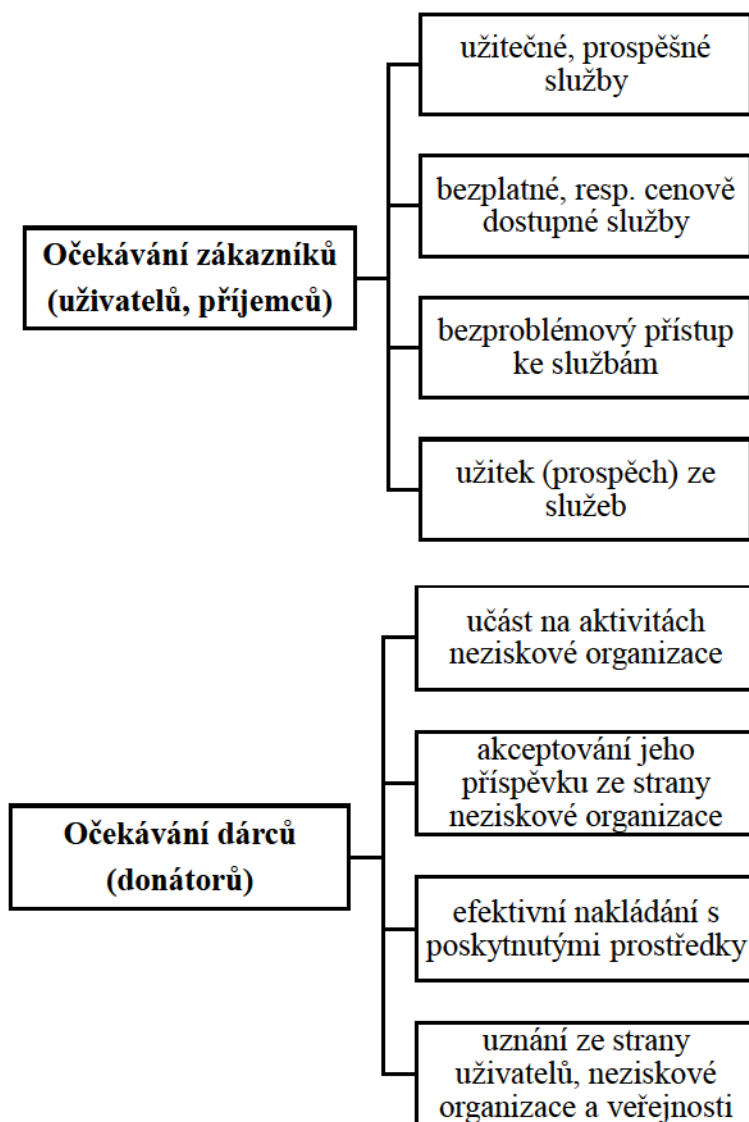 Očekávání zákazníků
(uživatelů, příjemců)
užitečné, prospěšné
služby
bezplatné, resp. cenově
dostupné služby
bezproblémový přístup
ke službám
užitek (prospěch) ze
služeb
Očekávání dárců
(donátorů)
učást na aktivitách
neziskové organizace
akceptování jeho
příspěvku ze strany
neziskové organizace
efektivní nakládání s
poskytnutými prostředky
uznání ze strany
uživatelů, neziskové
organizace a veřejnosti